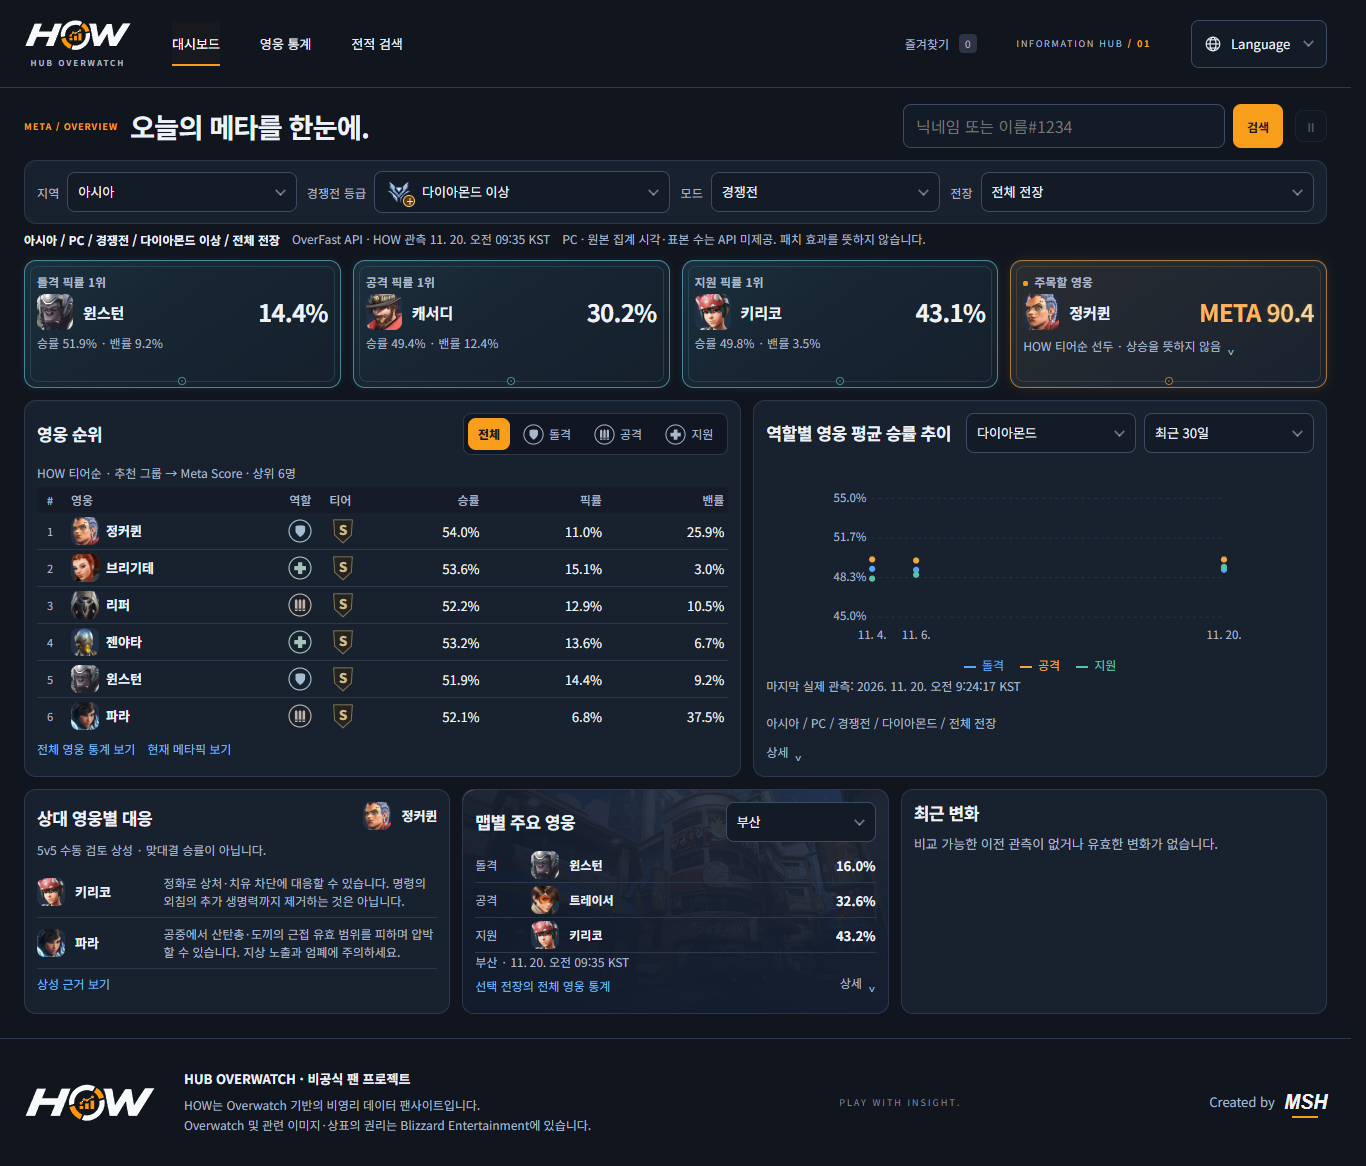 HOW
HUB OVERWATCH
대시보드
영웅 통계
전적 검색
즐겨찾기 0
INFORMATION HUB / 01
Language
META / OVERVIEW
오늘의 메타를 한눈에.
닉네임 또는 이름#1234
검색
지역 아시아
경쟁전 등급 다이아몬드 이상
모드 경쟁전
전장 전체 전장
아시아 / PC / 경쟁전 / 다이아몬드 이상 / 전체 전장 OverFast API · HOW 관측 11. 20. 오전 09:35 KST PC · 원본 집계 시각·표본 수는 API 미제공. 패치 효과를 뜻하지 않습니다.
돌격 픽률 1위
윈스턴 14.4%
승률 51.9% · 밴률 9.2%
공격 픽률 1위
캐서디 30.2%
승률 49.4% · 밴률 12.4%
지원 픽률 1위
키리코 43.1%
승률 49.8% · 밴률 3.5%
주목할 영웅
정커퀸 META 90.4
HOW 티어순 선두 · 상승을 뜻하지 않음
영웅 순위
전체 돌격 공격 지원
HOW 티어순 · 추천 그룹 → Meta Score · 상위 6명
# 영웅 역할 티어 승률 픽률 밴률
1 정커퀸 S 54.0% 11.0% 25.9%
2 브리기테 S 53.6% 15.1% 3.0%
3 리퍼 S 52.2% 12.9% 10.5%
4 젠야타 S 53.2% 13.6% 6.7%
5 윈스턴 S 51.9% 14.4% 9.2%
6 파라 S 52.1% 6.8% 37.5%
전체 영웅 통계 보기 현재 메타픽 보기
역할별 영웅 평균 승률 추이
다이아몬드
최근 30일
55.0%
51.7%
48.3%
45.0%
11. 4. 11. 6. 11. 20.
돌격 공격 지원
마지막 실제 관측: 2026. 11. 20. 오전 9:24:17 KST
아시아 / PC / 경쟁전 / 다이아몬드 / 전체 전장
상세
상대 영웅별 대응
정커퀸
5v5 수동 검토 상성 · 맞대결 승률이 아닙니다.
키리코
정화로 상처·치유 차단에 대응할 수 있습니다. 명령의
외침의 추가 생명력까지 제거하는 것은 아닙니다.
파라
공중에서 산탄총·도끼의 근접 유효 범위를 피하며 압박
할 수 있습니다. 지상 노출과 엄폐에 주의하세요.
상성 근거 보기
맵별 주요 영웅
부산
돌격 윈스턴 16.0%
공격 트레이서 32.6%
지원 키리코 43.2%
부산 · 11. 20. 오전 09:35 KST
선택 전장의 전체 영웅 통계
상세
최근 변화
비교 가능한 이전 관측이 없거나 유효한 변화가 없습니다.
HOW
HUB OVERWATCH · 비공식 팬 프로젝트
HOW는 Overwatch 기반의 비영리 데이터 팬사이트입니다.
Overwatch 및 관련 이미지·상표의 권리는 Blizzard Entertainment에 있습니다.
PLAY WITH INSIGHT.
Created by MSH